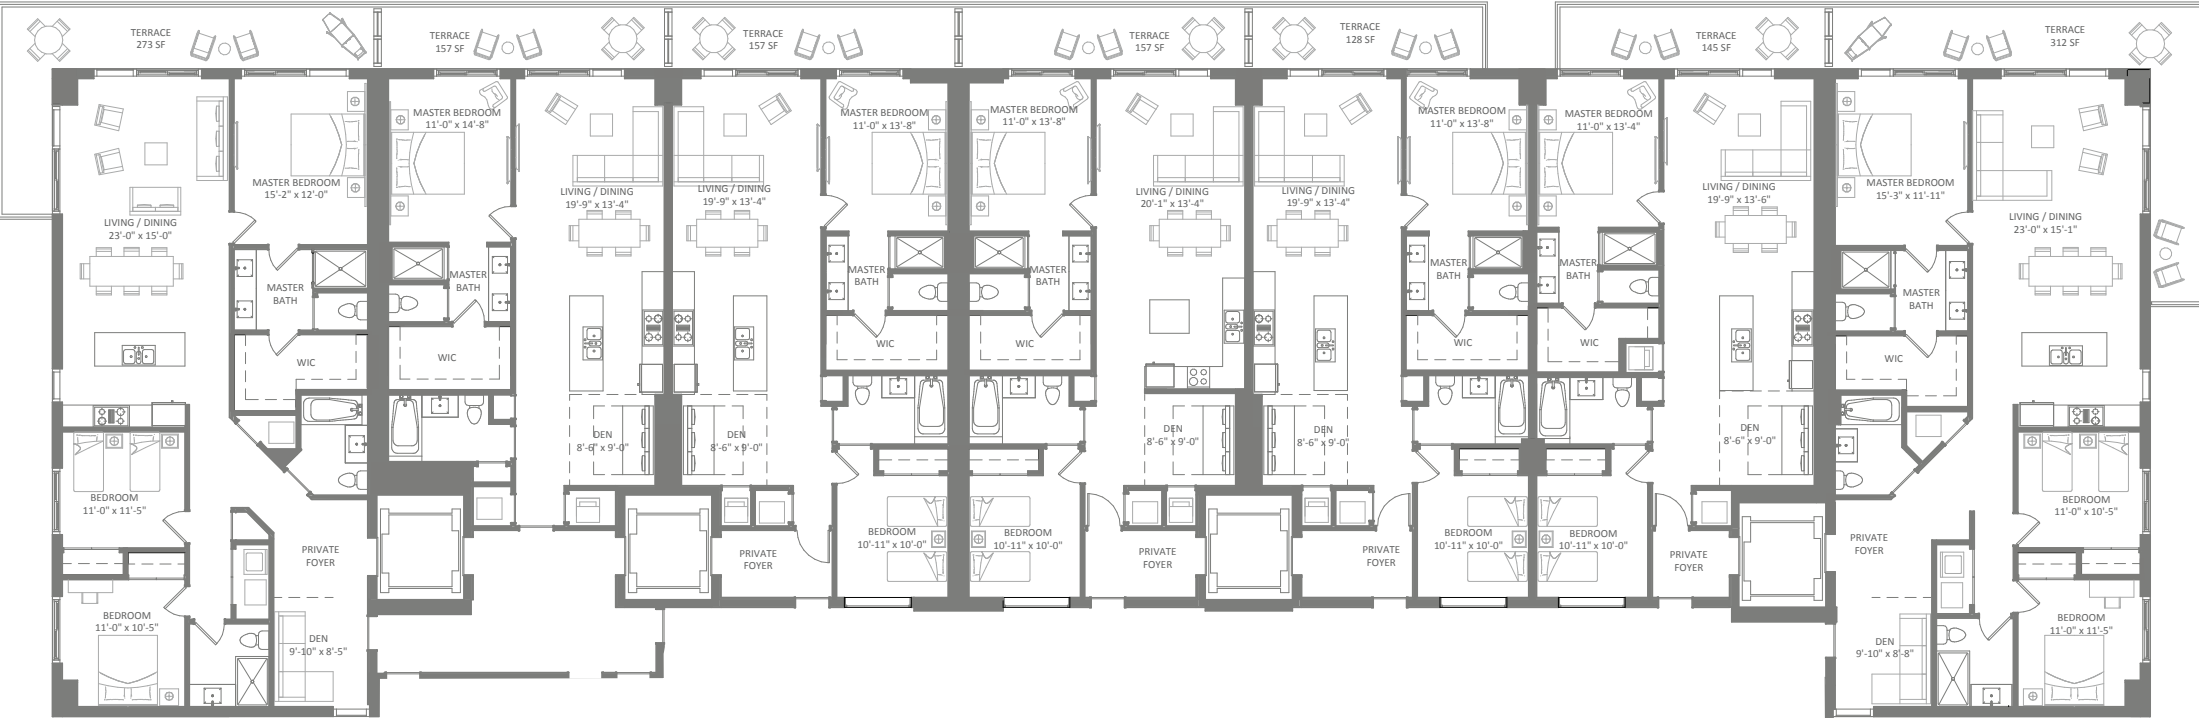 TERRACE
273 SF
TERRACE
157 SF
TERRACE
157 SF
TERRACE
157 SF
TERRACE
128 SF
TERRACE
145 SF
TERRACE
312 SF
LIVING / DINING
23'-0" x 15'-0"
MASTER BEDROOM
15'-2" x 12'-0"
MASTER
BATH
WIC
BEDROOM
11'-0" x 11'-5"
BEDROOM
11'-0" x 10'-5"
PRIVATE
FOYER
DEN
9'-10" x 8'-5"
MASTER BEDROOM
11'-0" x 14'-8"
MASTER
BATH
WIC
LIVING / DINING
19'-9" x 13'-4"
DEN
8'-6" x 9'-0"
LIVING / DINING
19'-9" x 13'-4"
DEN
8'-6" x 9'-0"
MASTER BEDROOM
11'-0" x 13'-8"
MASTER
BATH
WIC
BEDROOM
10'-11" x 10'-0"
PRIVATE
FOYER
MASTER BEDROOM
11'-0" x 13'-8"
MASTER
BATH
WIC
BEDROOM
10'-11" x 10'-0"
LIVING / DINING
20'-1" x 13'-4"
DEN
8'-6" x 9'-0"
PRIVATE
FOYER
LIVING / DINING
19'-9" x 13'-4"
DEN
8'-6" x 9'-0"
PRIVATE
FOYER
MASTER BEDROOM
11'-0" x 13'-8"
MASTER
BATH
WIC
BEDROOM
10'-11" x 10'-0"
MASTER BEDROOM
11'-0" x 13'-4"
MASTER
BATH
WIC
BEDROOM
10'-11" x 10'-0"
LIVING / DINING
19'-9" x 13'-6"
DEN
8'-6" x 9'-0"
PRIVATE
FOYER
MASTER BEDROOM
15'-3" x 11'-11"
LIVING / DINING
23'-0" x 15'-1"
MASTER
BATH
WIC
BEDROOM
11'-0" x 10'-5"
PRIVATE
FOYER
BEDROOM
11'-0" x 11'-5"
DEN
9'-10" x 8'-8"